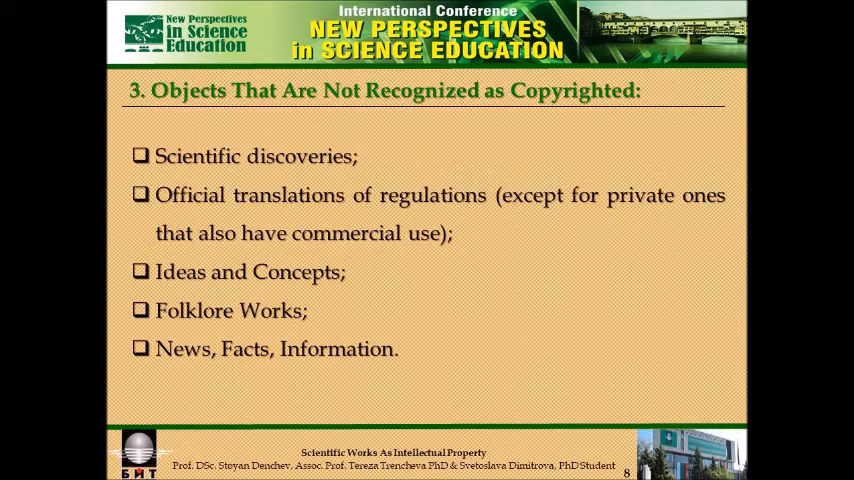 New Perspectives
in Science
Education
International Conference
NEW PERSPECTIVES
in SCIENCE EDUCATION
3. Objects That Are Not Recognized as Copyrighted:
Scientific discoveries;
Official translations of regulations (except for private ones
that also have commercial use);
Ideas and Concepts;
Folklore Works;
News, Facts, Information.
БИТ
Scientific Works As Intellectual Property
Prof. DSc. Stoyan Denchev, Assoc. Prof. Tereza Trencheva PhD & Svetoslava Dimitrova, PhD Student
8